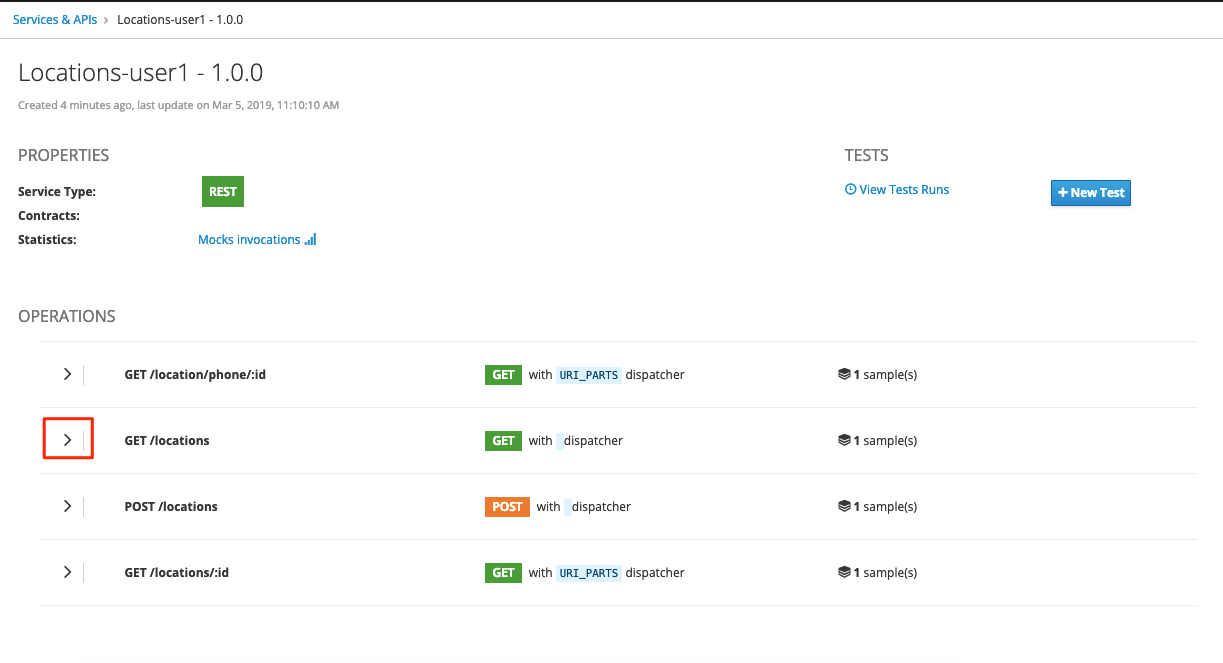 Services & APIs › Locations-user1 - 1.0.0
Locations-user1 - 1.0.0
Created 4 minutes ago, last update on Mar 5, 2019, 11:10:10 AM
PROPERTIES
Service Type: REST
Contracts:
Statistics: Mocks invocations
TESTS
View Tests Runs
+ New Test
OPERATIONS
GET /location/phone/:id GET with URI_PARTS dispatcher 1 sample(s)
GET /locations GET with dispatcher 1 sample(s)
POST /locations POST with dispatcher 1 sample(s)
GET /locations/:id GET with URI_PARTS dispatcher 1 sample(s)